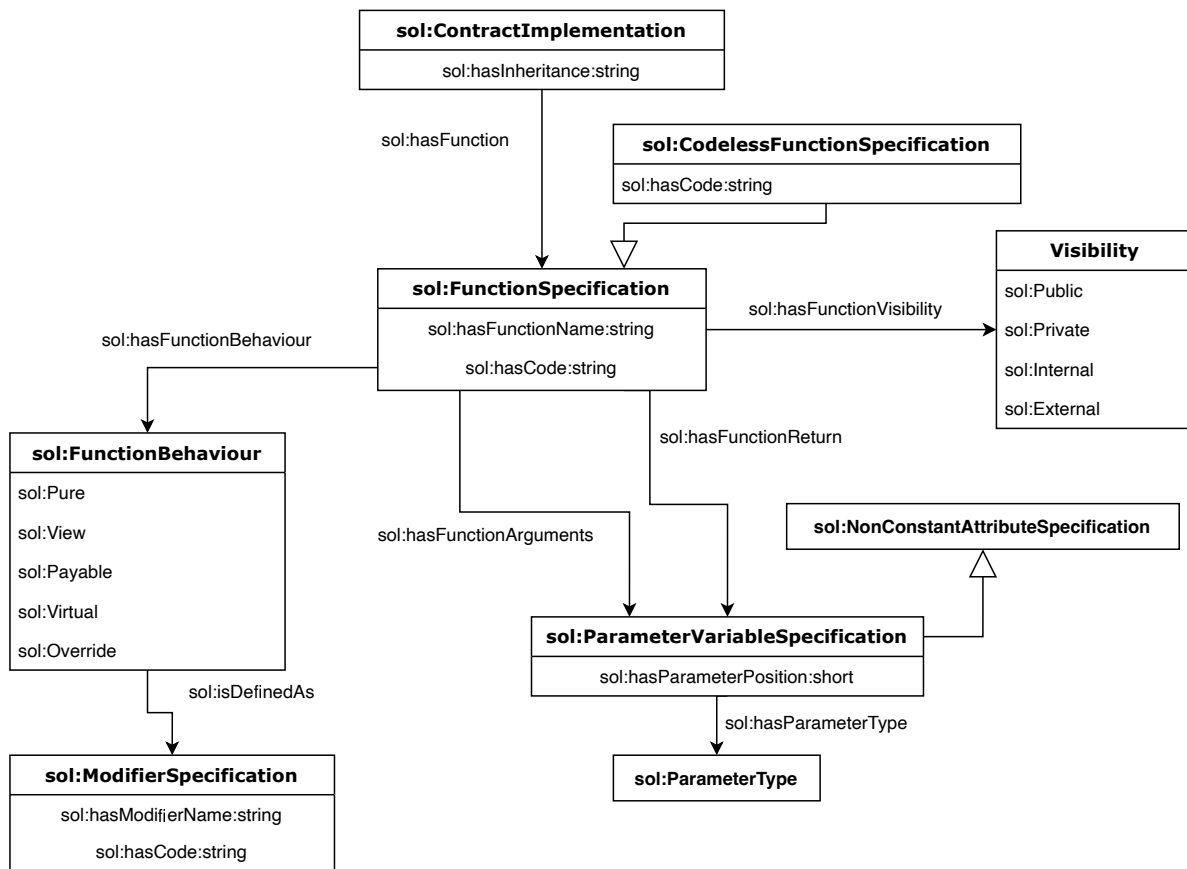 sol:ContractImplementation
sol:hasInheritance:string
sol:hasFunction
sol:CodelessFunctionSpecification
sol:hasCode:string
Visibility
sol:Public
sol:Private
sol:Internal
sol:External
sol:FunctionSpecification
sol:hasFunctionName:string
sol:hasCode:string
sol:hasFunctionVisibility
sol:hasFunctionBehaviour
sol:FunctionBehaviour
sol:Pure
sol:View
sol:Payable
sol:Virtual
sol:Override
sol:hasFunctionReturn
sol:hasFunctionArguments
sol:NonConstantAttributeSpecification
sol:ParameterVariableSpecification
sol:hasParameterPosition:short
sol:isDefinedAs
sol:hasParameterType
sol:ParameterType
sol:ModifierSpecification
sol:hasModifierName:string
sol:hasCode:string